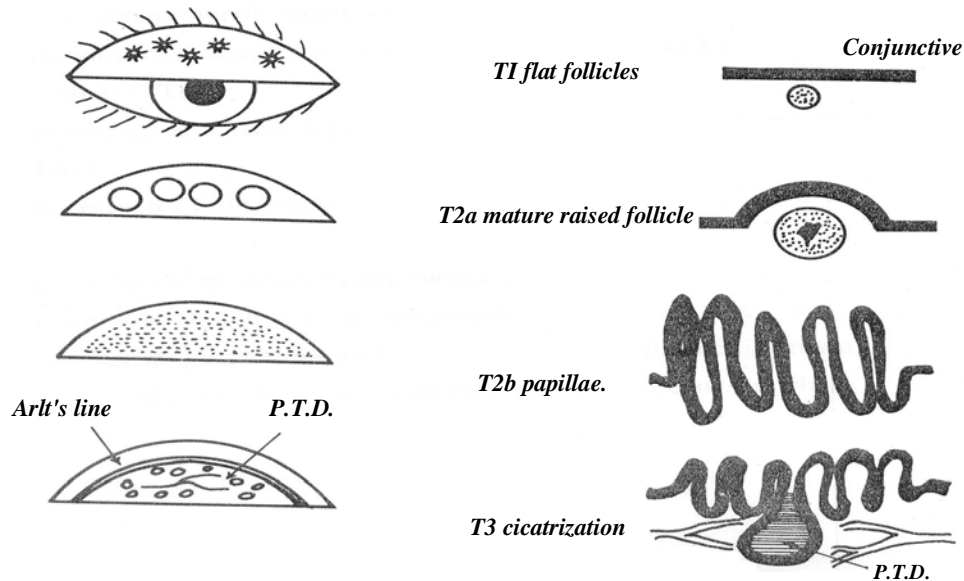 Conjunctive
TI flat follicles
T2a mature raised follicle
T2b papillae.
Arlt's line
P.T.D.
T3 cicatrization
P.T.D.